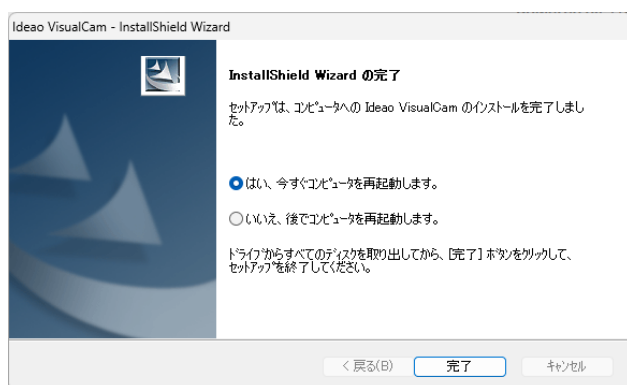 Ideao VisualCam - InstallShield Wizard
InstallShield Wizard の完了
セットアップは、コンピュータへの Ideao VisualCam のインストールを完了しまし
た。
はい、今すぐコンピュータを再起動します。
いいえ、後でコンピュータを再起動します。
ドライブからすべてのディスクを取り出してから、[完了] ボタンをクリックして、
セットアップを終了してください。
< 戻る(B)
完了
キャンセル